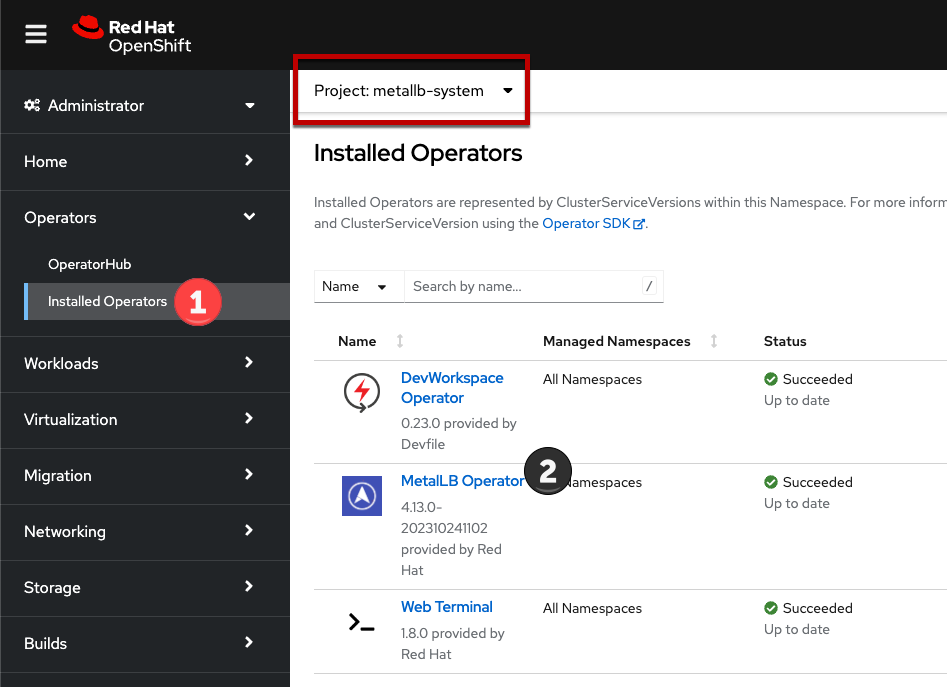 Red Hat
OpenShift
Administrator
Home
Operators
OperatorHub
Installed Operators
1
Workloads
Virtualization
Migration
Networking
Storage
Builds
Project: metallb-system
Installed Operators
Installed Operators are represented by ClusterServiceVersions within this Namespace. For more inform
and ClusterServiceVersion using the Operator SDK.
Name
Search by name...
/
Name
Managed Namespaces
Status
DevWorkspace
Operator
0.23.0 provided by
Devfile
All Namespaces
Succeeded
Up to date
MetalLB Operator
4.13.0-
202310241102
provided by Red
Hat
2
amespaces
Succeeded
Up to date
Web Terminal
1.8.0 provided by
Red Hat
All Namespaces
Succeeded
Up to date